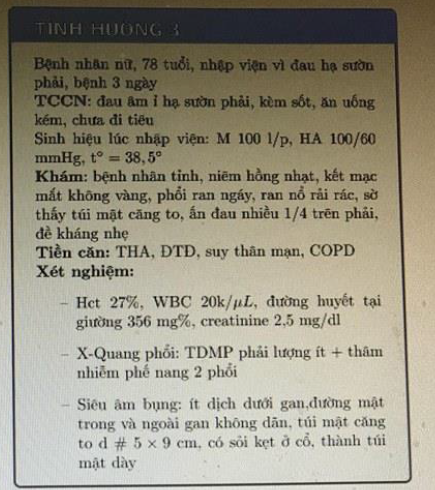 TÌNH HUỐNG 3
Bệnh nhân nữ, 78 tuổi, nhập viện vì đau hạ sườn
phải, bệnh 3 ngày
TCCN: đau âm ỉ hạ sườn phải, kèm sốt, ăn uống
kém, chưa đi tiêu
Sinh hiệu lúc nhập viện: M 100 l/p, HA 100/60
mmHg, t° = 38,5°
Khám: bệnh nhân tỉnh, niêm hồng nhạt, kết mạc
mắt không vàng, phổi ran ngáy, ran nổ rải rác, sờ
thấy túi mật căng to, ấn đau nhiều 1/4 trên phải,
đề kháng nhẹ
Tiền căn: THA, ĐTĐ, suy thân mạn, COPD
Xét nghiệm:
– Hct 27%, WBC 20k/μL, đường huyết tại
giường 356 mg%, creatinine 2,5 mg/dl
– X-Quang phổi: TDMP phải lượng ít + thâm
nhiễm phế nang 2 phổi
– Siêu âm bụng: ít dịch dưới gan,đường mật
trong và ngoài gan không dãn, túi mật căng
to d # 5 × 9 cm, có sỏi kẹt ở cổ, thành túi
mật dày